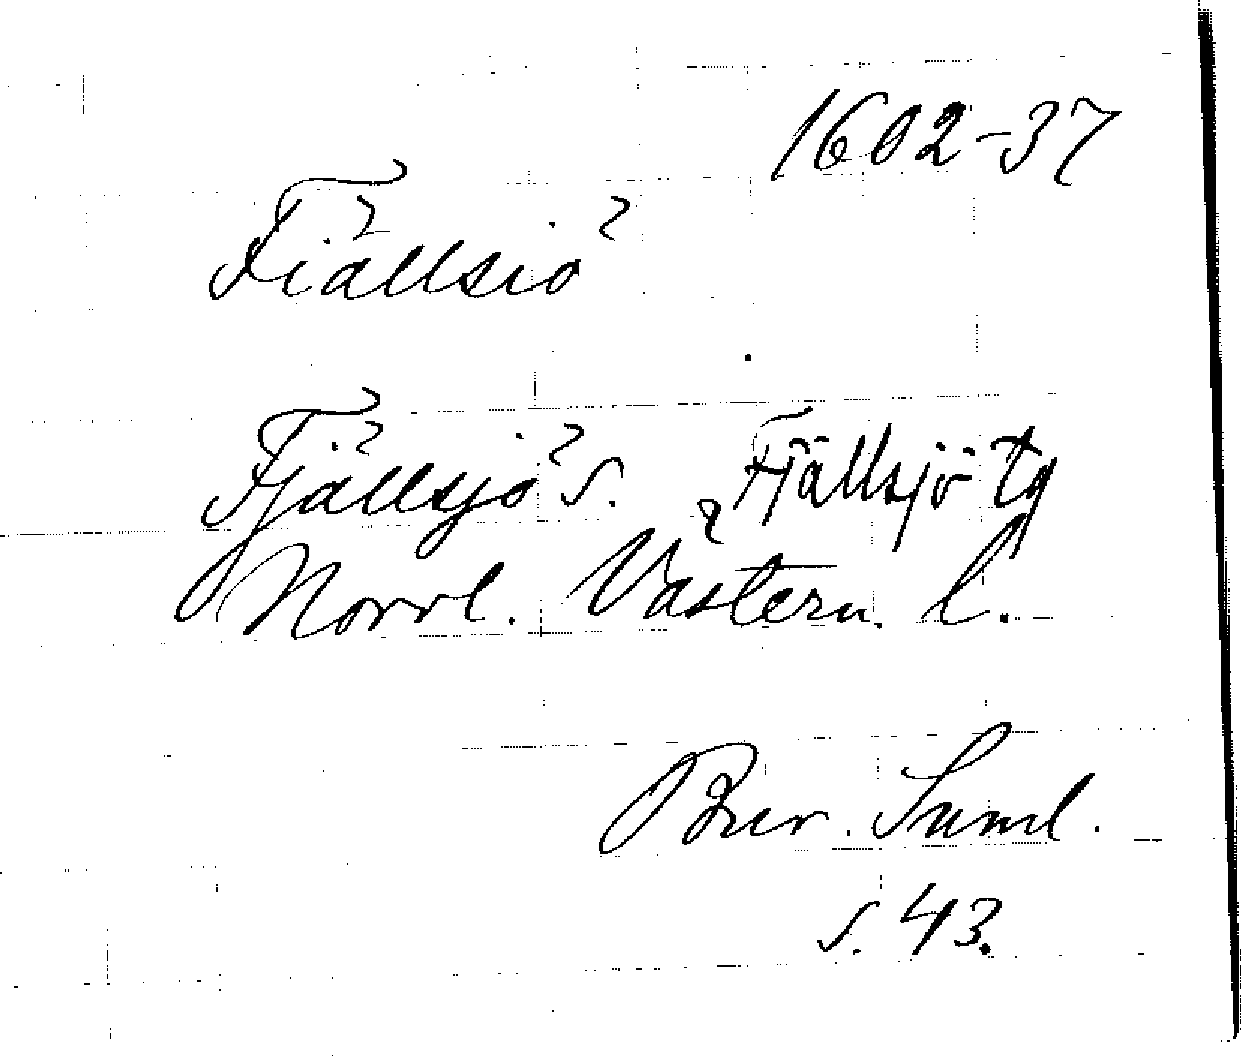 1602-37
Fiällsiö
Fjällsjö s. Fjällsjö tg
Norrl. Västern. l.
Bur. Saml.
s. 43.